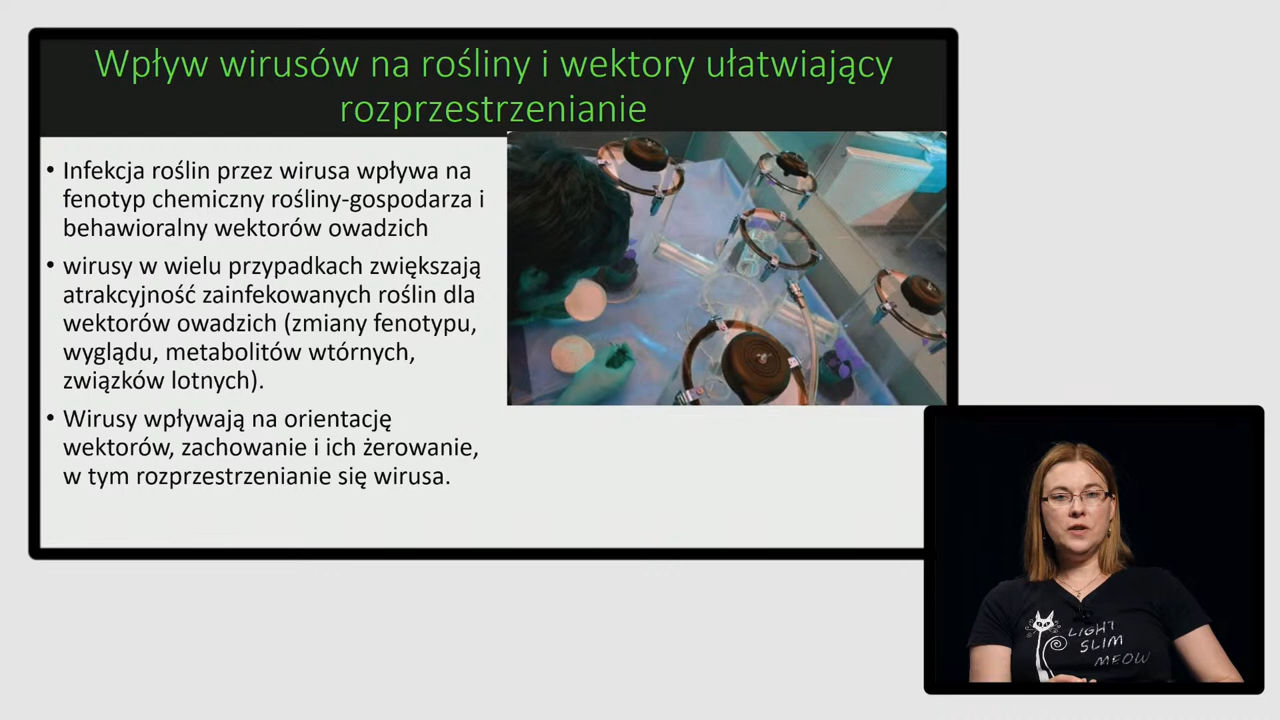 Wpływ wirusów na rośliny i wektory ułatwiający
rozprzestrzenianie
• Infekcja roślin przez wirusa wpływa na
fenotyp chemiczny rośliny-gospodarza i
behawioralny wektorów owadzich
• wirusy w wielu przypadkach zwiększają
atrakcyjność zainfekowanych roślin dla
wektorów owadzich (zmiany fenotypu,
wyglądu, metabolitów wtórnych,
związków lotnych).
• Wirusy wpływają na orientację
wektorów, zachowanie i ich żerowanie,
w tym rozprzestrzenianie się wirusa.
LIGHT
SLIM
MEOW